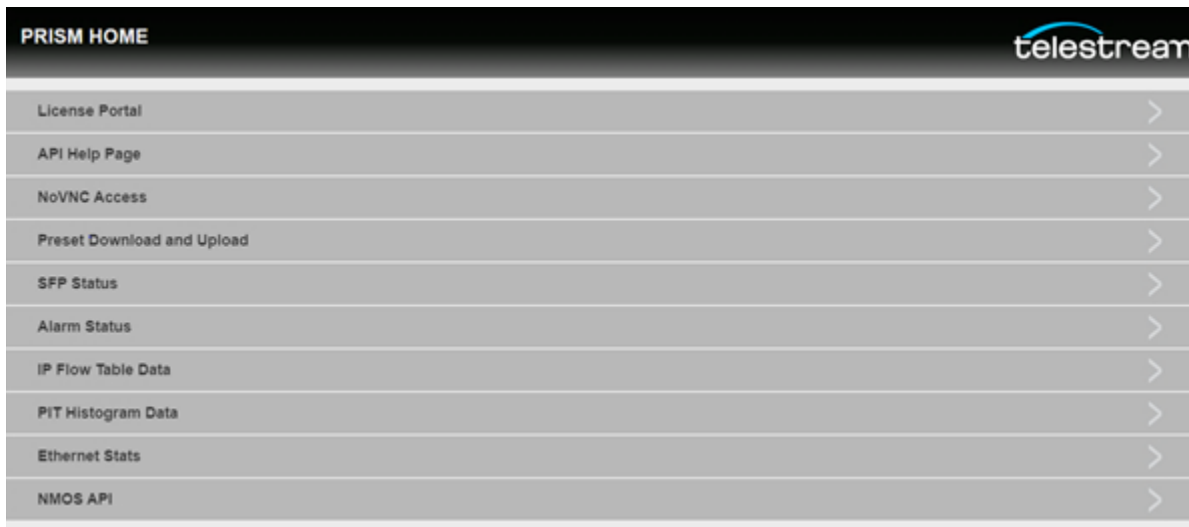 PRISM HOME
telestream
License Portal
API Help Page
NoVNC Access
Preset Download and Upload
SFP Status
Alarm Status
IP Flow Table Data
PIT Histogram Data
Ethernet Stats
NMOS API